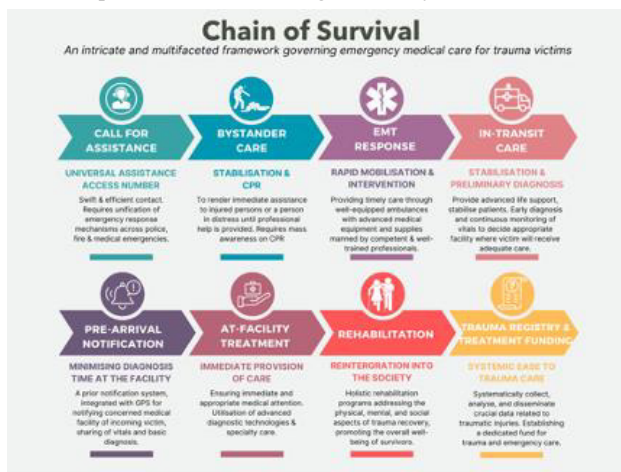 Chain of Survival
An intricate and multifaceted framework governing emergency medical care for trauma victims
CALL FOR
ASSISTANCE
UNIVERSAL ASSISTANCE
ACCESS NUMBER
Swift & efficient contact.
Requires unification of
emergency response
mechanisms across police,
fire & medical emergencies.
BYSTANDER
CARE
STABILISATION &
CPR
To render immediate assistance
to injured persons or a person
in distress until professional
help is provided. Requires mass
awareness on CPR
EMT
RESPONSE
RAPID MOBILISATION &
INTERVENTION
Providing timely care through
well-equipped ambulances
with advanced medical
equipment and supplies
manned by competent & well-
trained professionals.
IN-TRANSIT
CARE
STABILISATION &
PRELIMINARY DIAGNOSIS
Provide advanced life support,
stabilise patients. Early diagnosis
and continuous monitoring of
vitals to decide appropriate
facility where victim will receive
adequate care.
PRE-ARRIVAL
NOTIFICATION
MINIMISING DIAGNOSIS
TIME AT THE FACILITY
A prior notification system,
integrated with GPS for
notifying concerned medical
facility of incoming victim,
sharing of vitals and basic
diagnosis.
AT-FACILITY
TREATMENT
IMMEDIATE PROVISION
OF CARE
Ensuring immediate and
appropriate medical attention.
Utilisation of advanced
diagnostic technologies &
specialty care.
REHABILITATION
REINTERGRATION INTO
THE SOCIETY
Holistic rehabilitation
programs addressing the
physical, mental, and social
aspects of trauma recovery,
promoting the overall well-
being of survivors.
TRAUMA REGISTRY &
TREATMENT FUNDING
SYSTEMIC EASE TO
TRAUMA CARE
Systematically collect,
analyse, and disseminate
crucial data related to
traumatic injuries. Establishing
a dedicated fund for
trauma and emergency care.